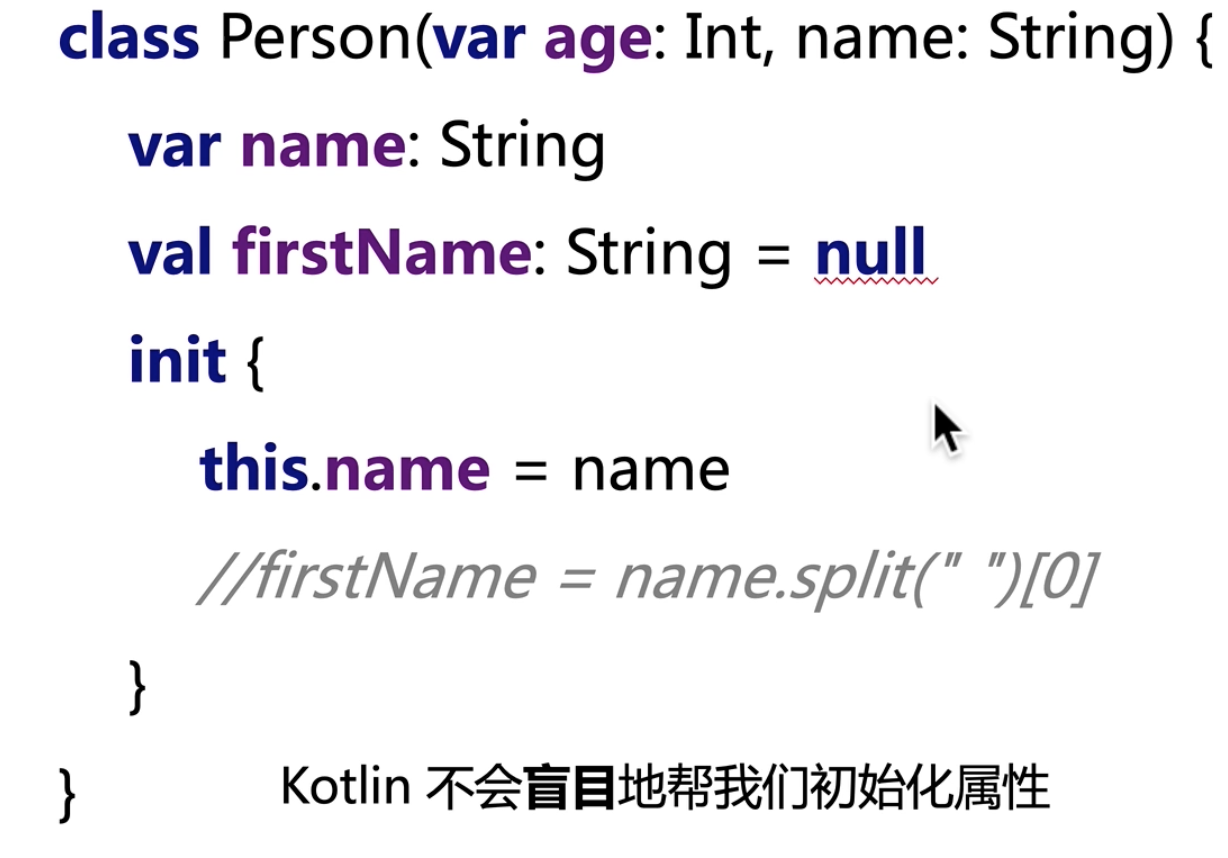 class Person(var age: Int, name: String) {
var name: String
val firstName: String = null
init {
this.name = name
//firstName = name.split(" ")[0]
}
}
Kotlin 不会盲目地帮我们初始化属性